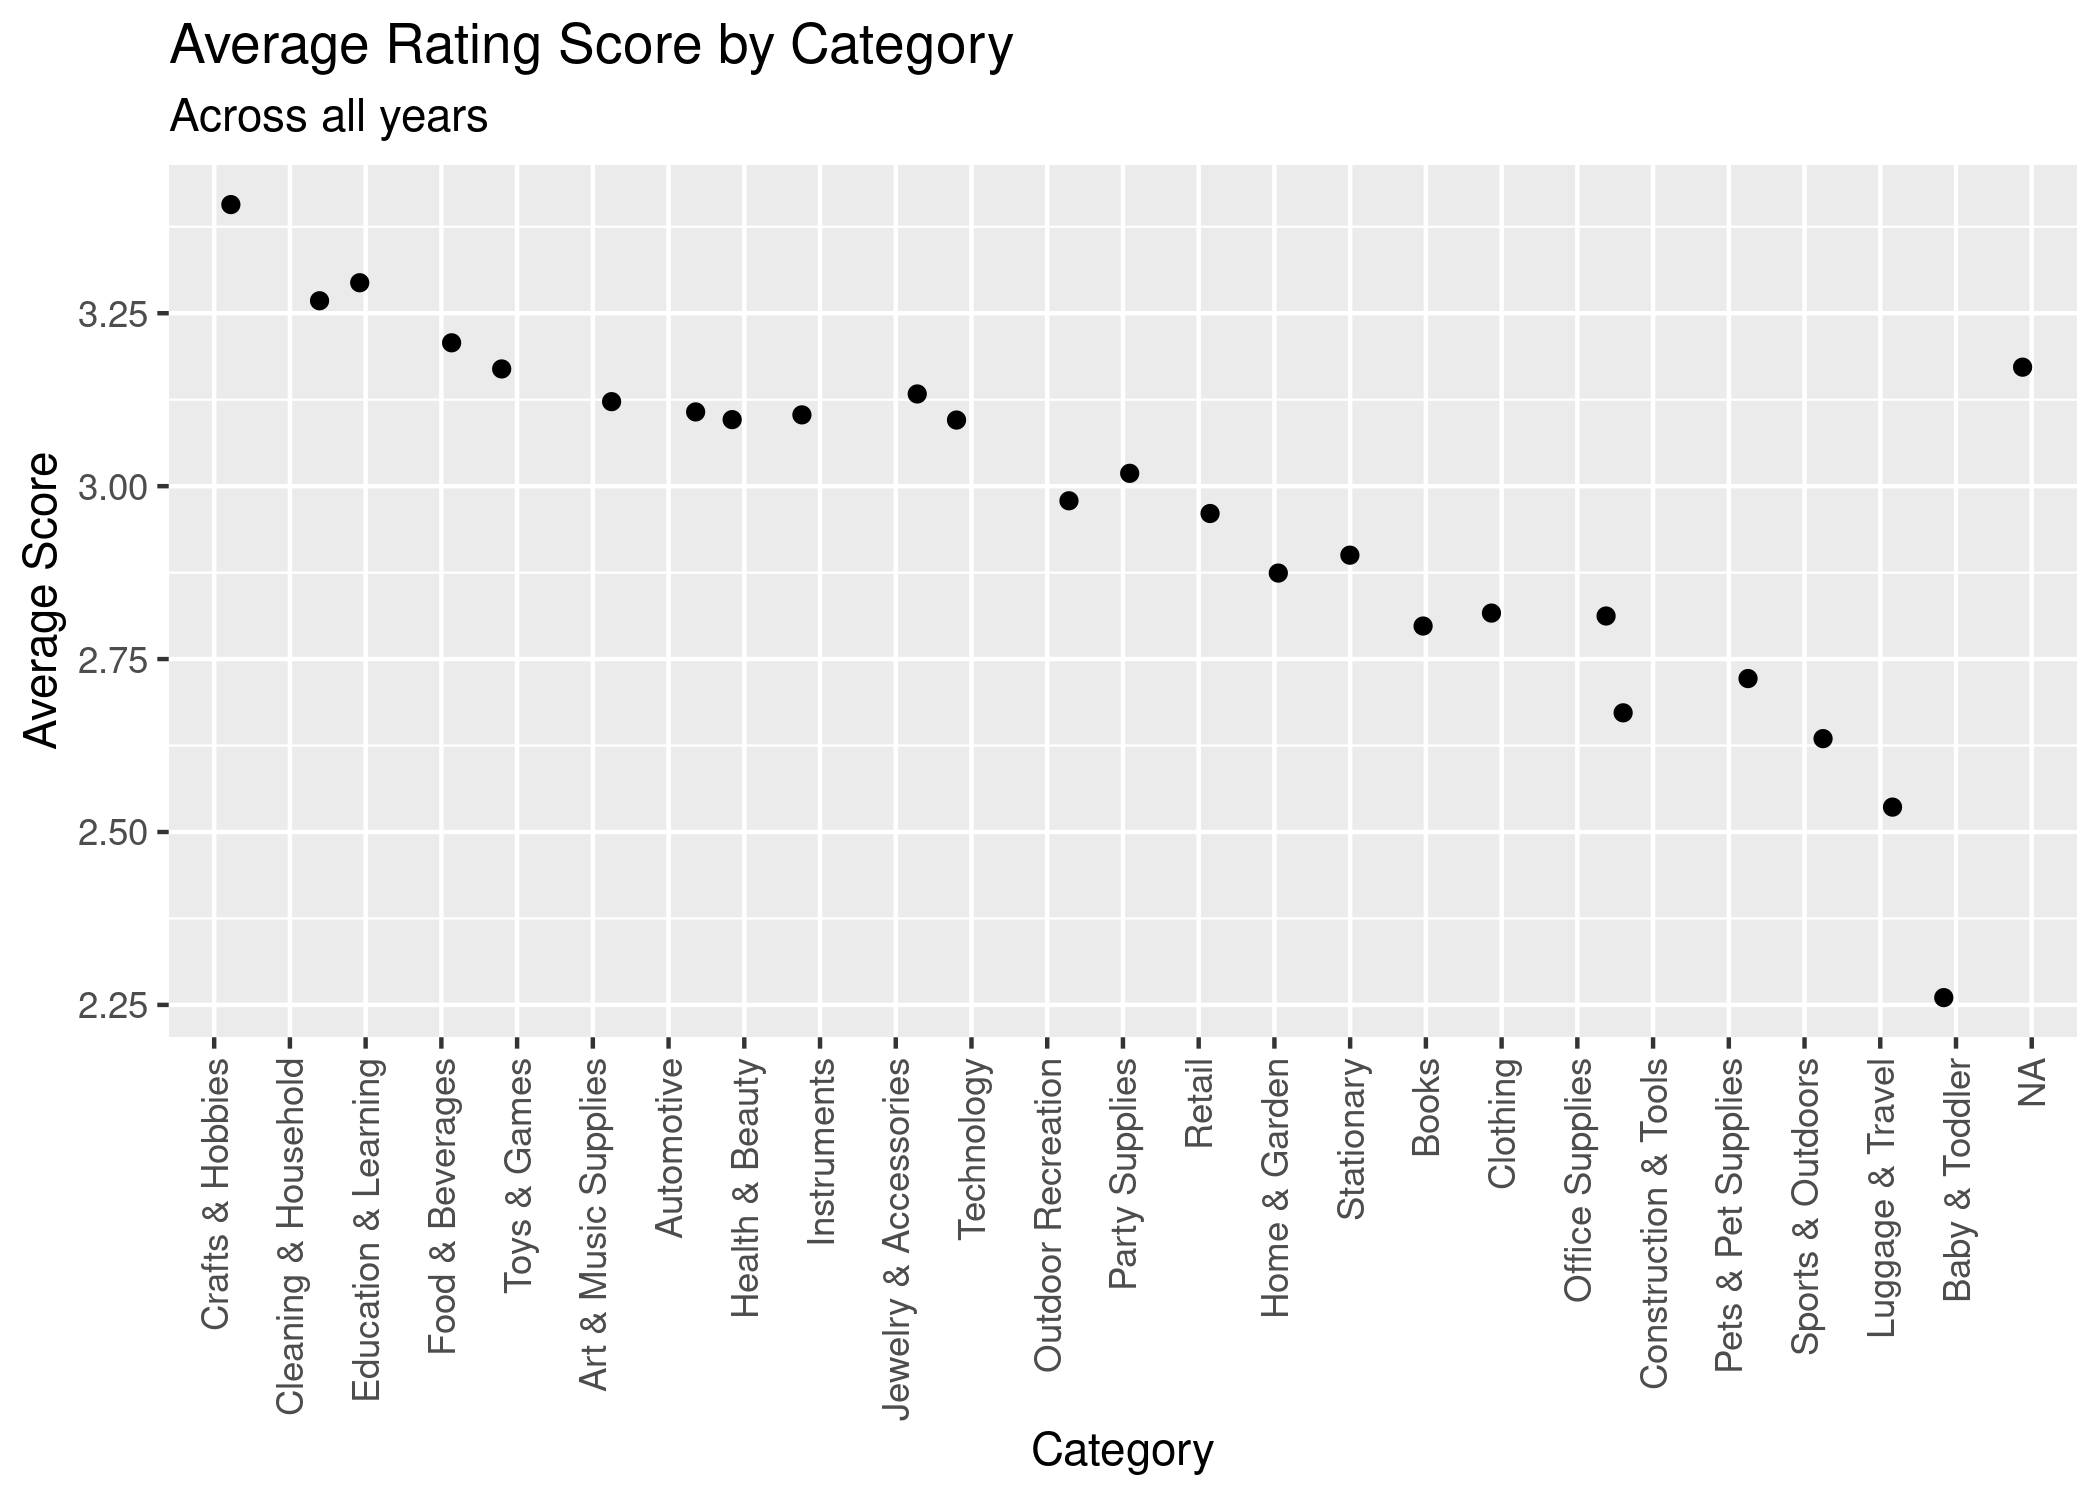 Average Rating Score by Category
Across all years
Average Score
3.25
3.00
2.75
2.50
2.25
Crafts & Hobbies
Cleaning & Household
Education & Learning
Food & Beverages
Toys & Games
Art & Music Supplies
Automotive
Health & Beauty
Instruments
Jewelry & Accessories
Technology
Outdoor Recreation
Party Supplies
Retail
Home & Garden
Stationary
Books
Clothing
Office Supplies
Construction & Tools
Pets & Pet Supplies
Sports & Outdoors
Luggage & Travel
Baby & Toddler
NA
Category